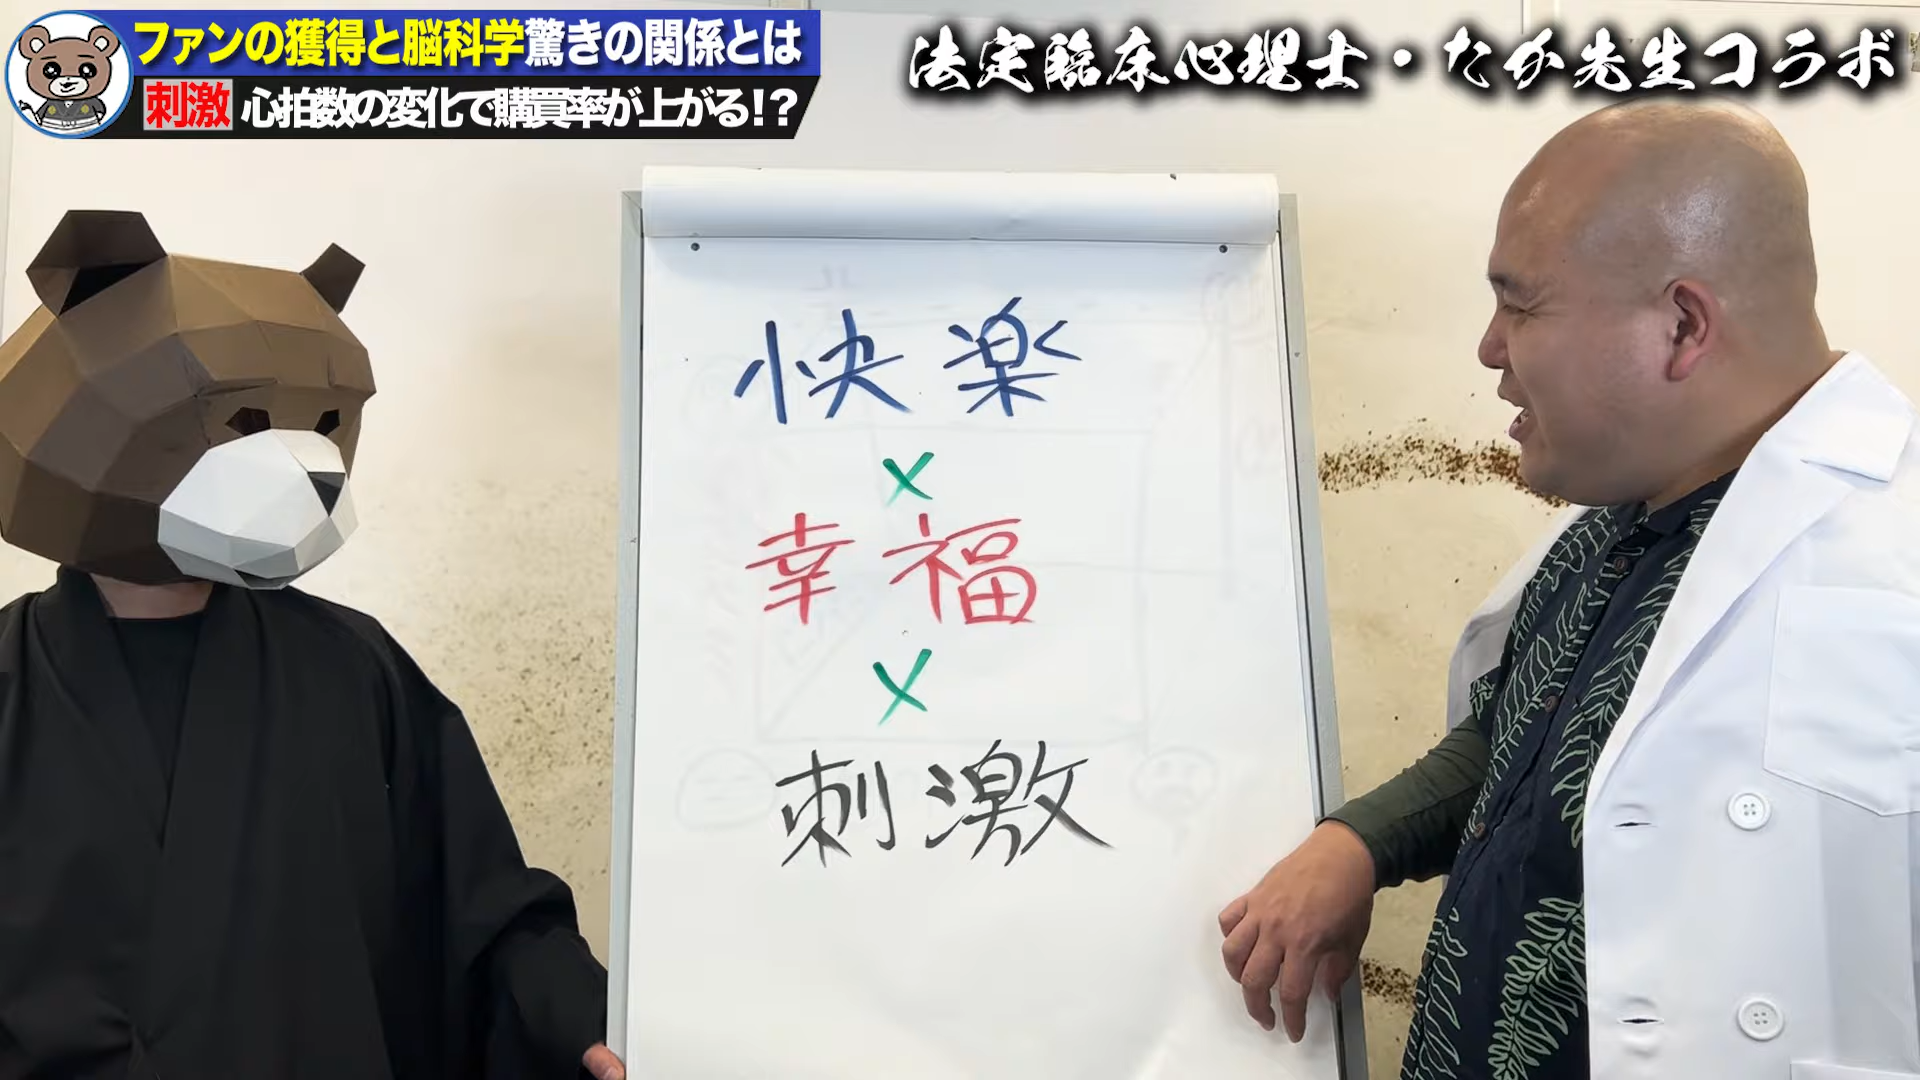 ファンの獲得と脳科学驚きの関係とは
刺激 心拍数の変化で購買率が上がる!?
法定臨床心理士・たか先生コラボ
快楽
×
幸福
×
刺激